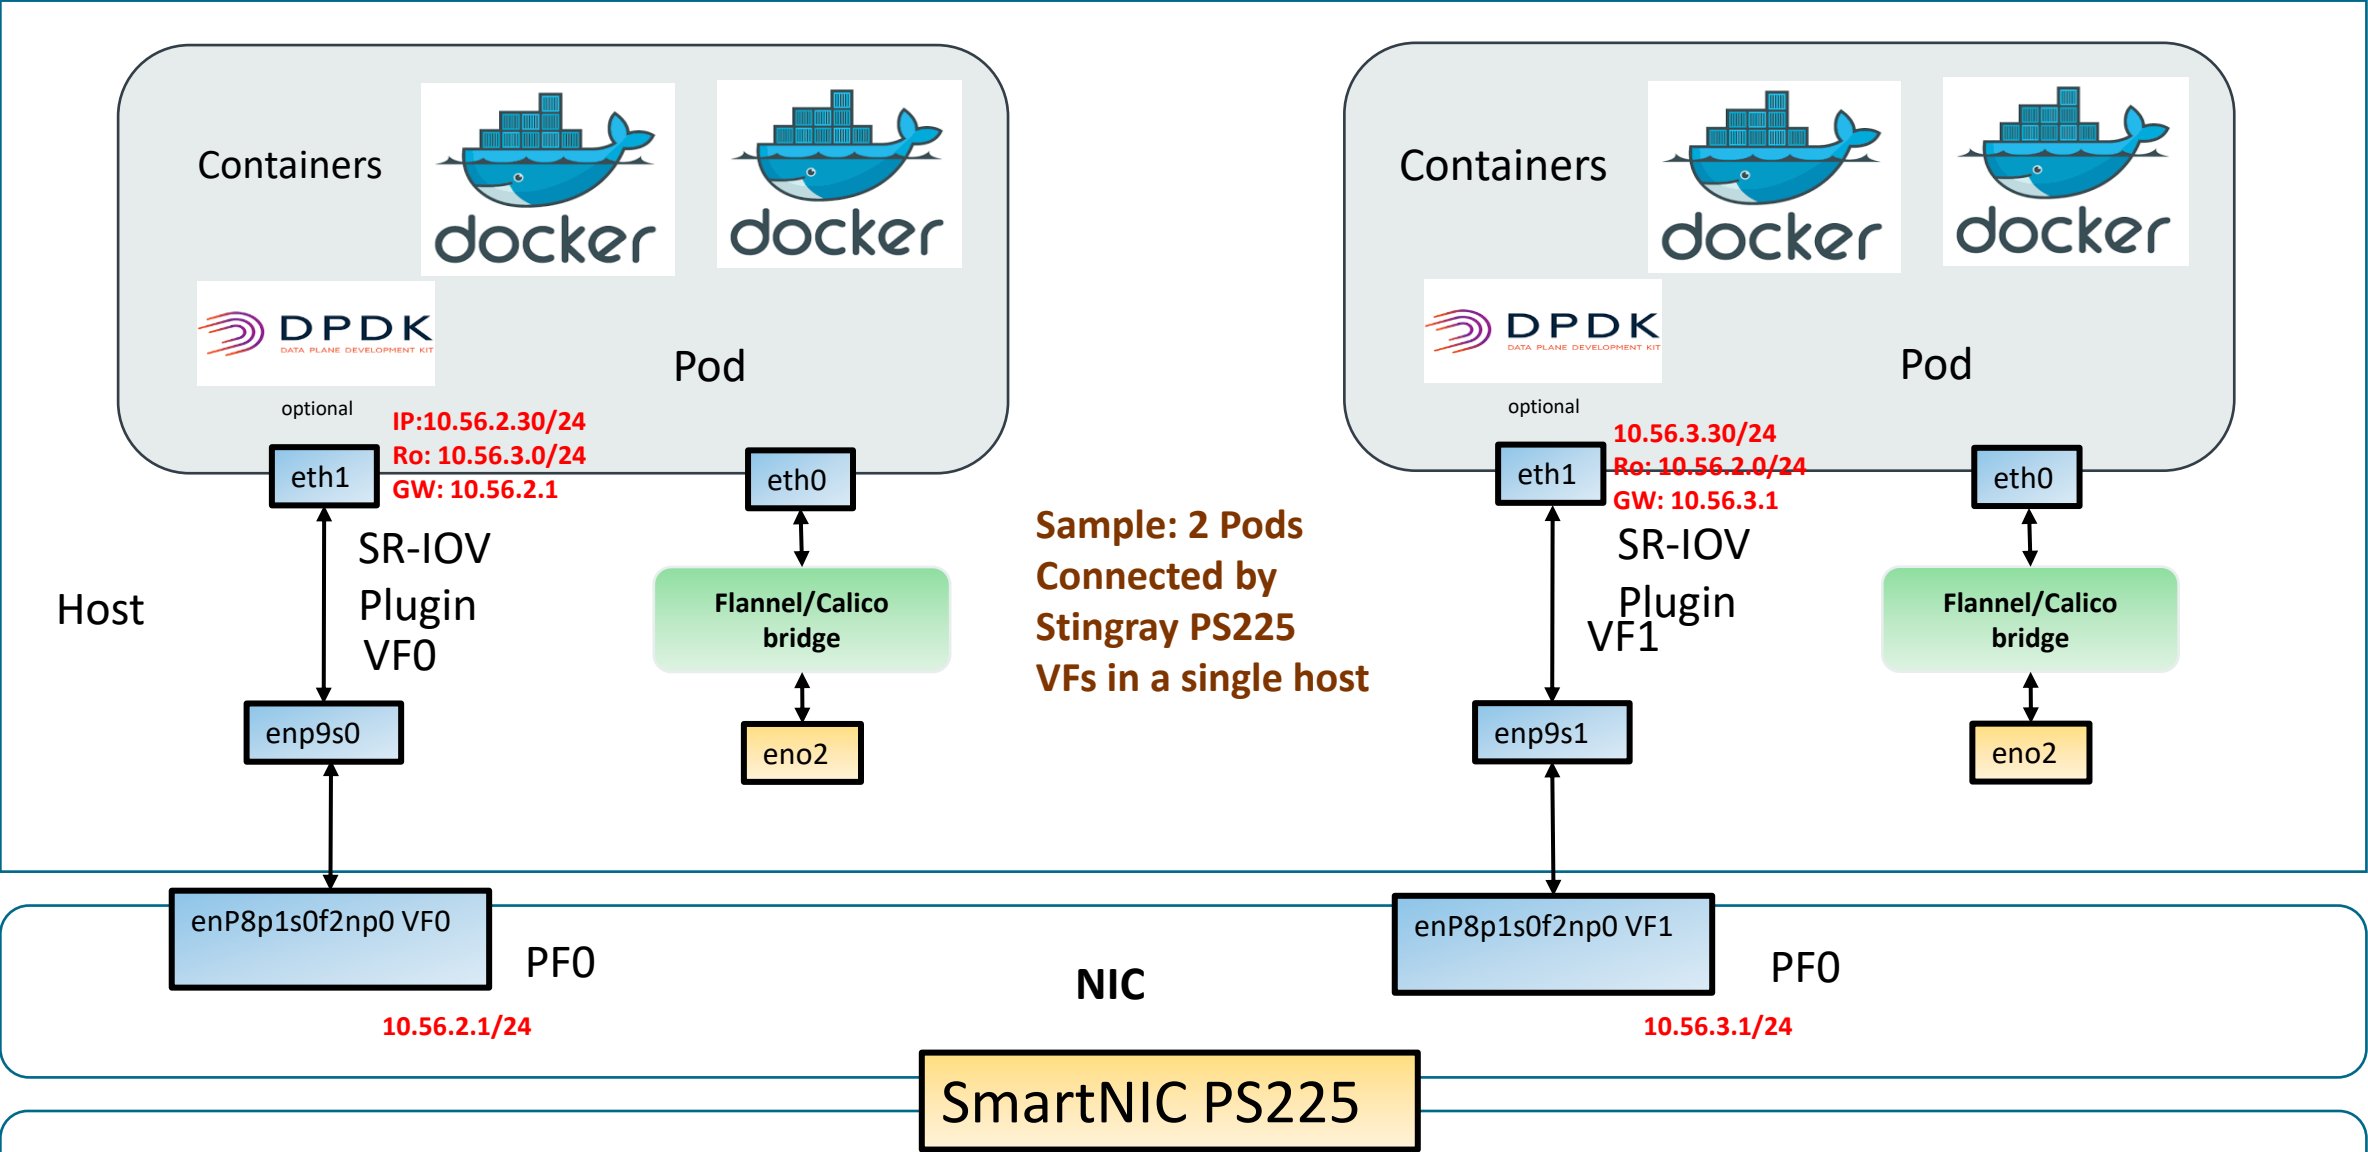 Containers
docker
docker
DPDK
DATA PLANE DEVELOPMENT KIT
optional
Pod
IP:10.56.2.30/24
Ro: 10.56.3.0/24
GW: 10.56.2.1
eth1
eth0
SR-IOV
Plugin
VF0
Host
Flannel/Calico
bridge
enp9s0
eno2
Sample: 2 Pods
Connected by
Stingray PS225
VFs in a single host
Containers
docker
docker
DPDK
DATA PLANE DEVELOPMENT KIT
optional
Pod
10.56.3.30/24
Ro: 10.56.2.0/24
GW: 10.56.3.1
eth1
eth0
SR-IOV
Plugin
VF1
Flannel/Calico
bridge
enp9s1
eno2
enP8p1s0f2np0 VF0
PF0
10.56.2.1/24
NIC
enP8p1s0f2np0 VF1
PF0
10.56.3.1/24
SmartNIC PS225